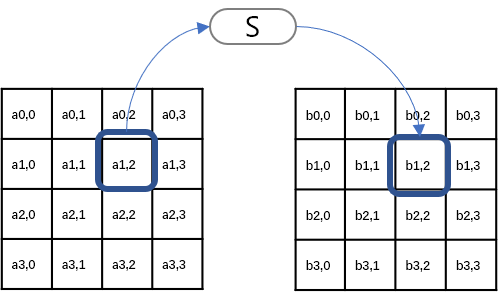 S
a0,0 a0,1 a0,2 a0,3 b0,0 b0,1 b0,2 b0,3
a1,0 a1,1 a1,2 a1,3 b1,0 b1,1 b1,2 b1,3
a2,0 a2,1 a2,2 a2,3 b2,0 b2,1 b2,2 b2,3
a3,0 a3,1 a3,2 a3,3 b3,0 b3,1 b3,2 b3,3